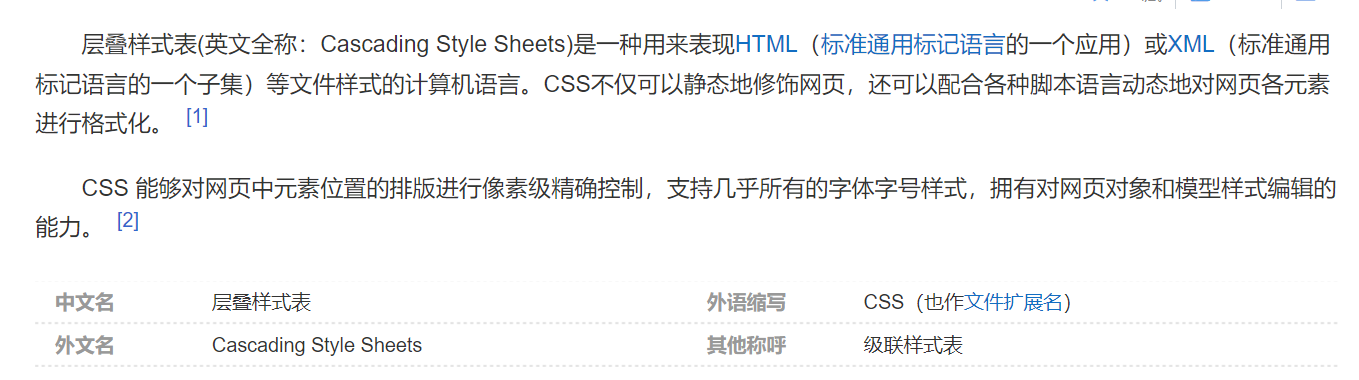 层叠样式表(英文全称：Cascading Style Sheets)是一种用来表现HTML（标准通用标记语言的一个应用）或XML（标准通用
标记语言的一个子集）等文件样式的计算机语言。CSS不仅可以静态地修饰网页，还可以配合各种脚本语言动态地对网页各元素
进行格式化。 [1]
CSS 能够对网页中元素位置的排版进行像素级精确控制，支持几乎所有的字体字号样式，拥有对网页对象和模型样式编辑的
能力。 [2]
中文名 层叠样式表 外语缩写 CSS（也作文件扩展名）
外文名 Cascading Style Sheets 其他称呼 级联样式表